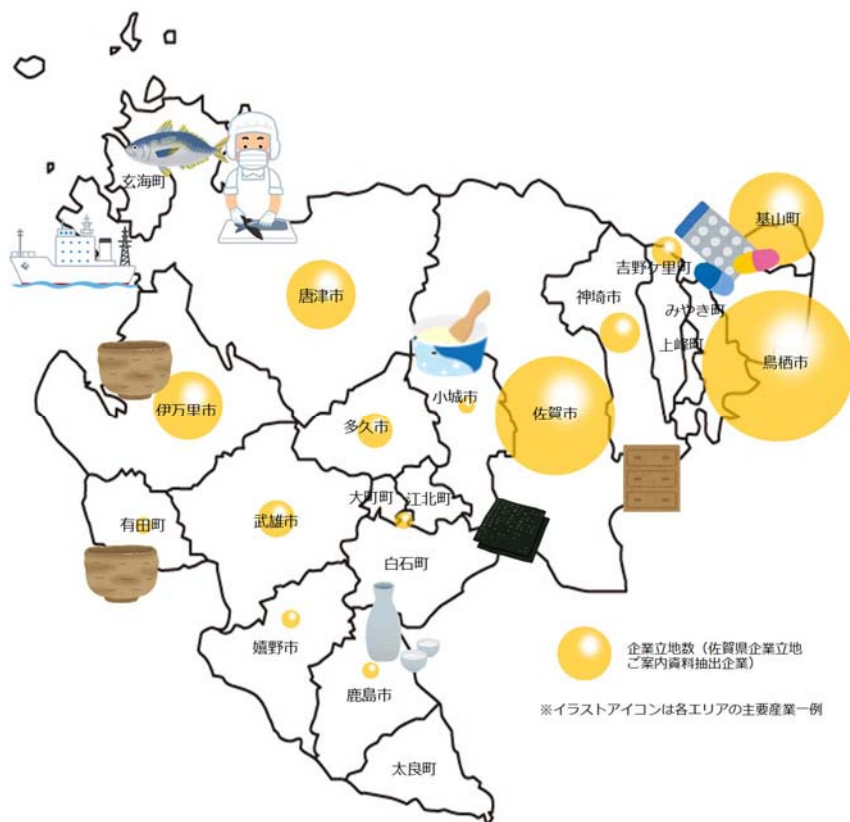 玄海町
基山町
吉野ケ里町
唐津市
神埼市
みやき町
上峰町
鳥栖市
小城市
伊万里市
佐賀市
多久市
大町町
江北町
有田町
武雄市
白石町
嬉野市
鹿島市
太良町
企業立地数（佐賀県企業立地
ご案内資料抽出企業）
※イラストアイコンは各エリアの主要産業一例